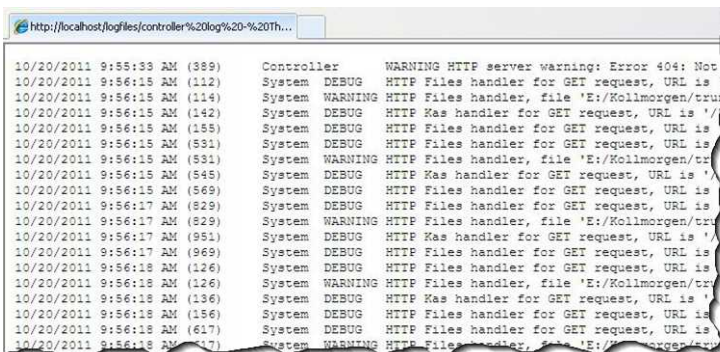 http://localhost/logfiles/controller%20log%20-%20Th...
10/20/2011 9:55:33 AM (389) Controller WARNING HTTP server warning: Error 404: Not
10/20/2011 9:56:15 AM (112) System DEBUG HTTP Files handler for GET request, URL is
10/20/2011 9:56:15 AM (114) System WARNING HTTP Files handler, file 'E:/Kollmorgen/tru
10/20/2011 9:56:15 AM (142) System DEBUG HTTP Kas handler for GET request, URL is '/
10/20/2011 9:56:15 AM (155) System DEBUG HTTP Files handler for GET request, URL is
10/20/2011 9:56:15 AM (531) System DEBUG HTTP Files handler for GET request, URL is
10/20/2011 9:56:15 AM (531) System WARNING HTTP Files handler, file 'E:/Kollmorgen/tr
10/20/2011 9:56:15 AM (545) System DEBUG HTTP Kas handler for GET request, URL is '/
10/20/2011 9:56:15 AM (569) System DEBUG HTTP Files handler for GET request, URL is
10/20/2011 9:56:17 AM (829) System DEBUG HTTP Files handler for GET request, URL is
10/20/2011 9:56:17 AM (829) System WARNING HTTP Files handler, file 'E:/Kollmorgen/tru
10/20/2011 9:56:17 AM (951) System DEBUG HTTP Kas handler for GET request, URL is '/
10/20/2011 9:56:17 AM (969) System DEBUG HTTP Files handler for GET request, URL is
10/20/2011 9:56:18 AM (126) System DEBUG HTTP Files handler for GET request, URL is
10/20/2011 9:56:18 AM (126) System WARNING HTTP Files handler, file 'E:/Kollmorgen/tru
10/20/2011 9:56:18 AM (136) System DEBUG HTTP Kas handler for GET request, URL is '
10/20/2011 9:56:18 AM (156) System DEBUG HTTP Files handler for GET request, URL is
10/20/2011 9:56:18 AM (617) System DEBUG HTTP Files handler for GET request, URL is
10/20/2011 9:56:18 AM 617) System WARNING HTTP Files handler, file